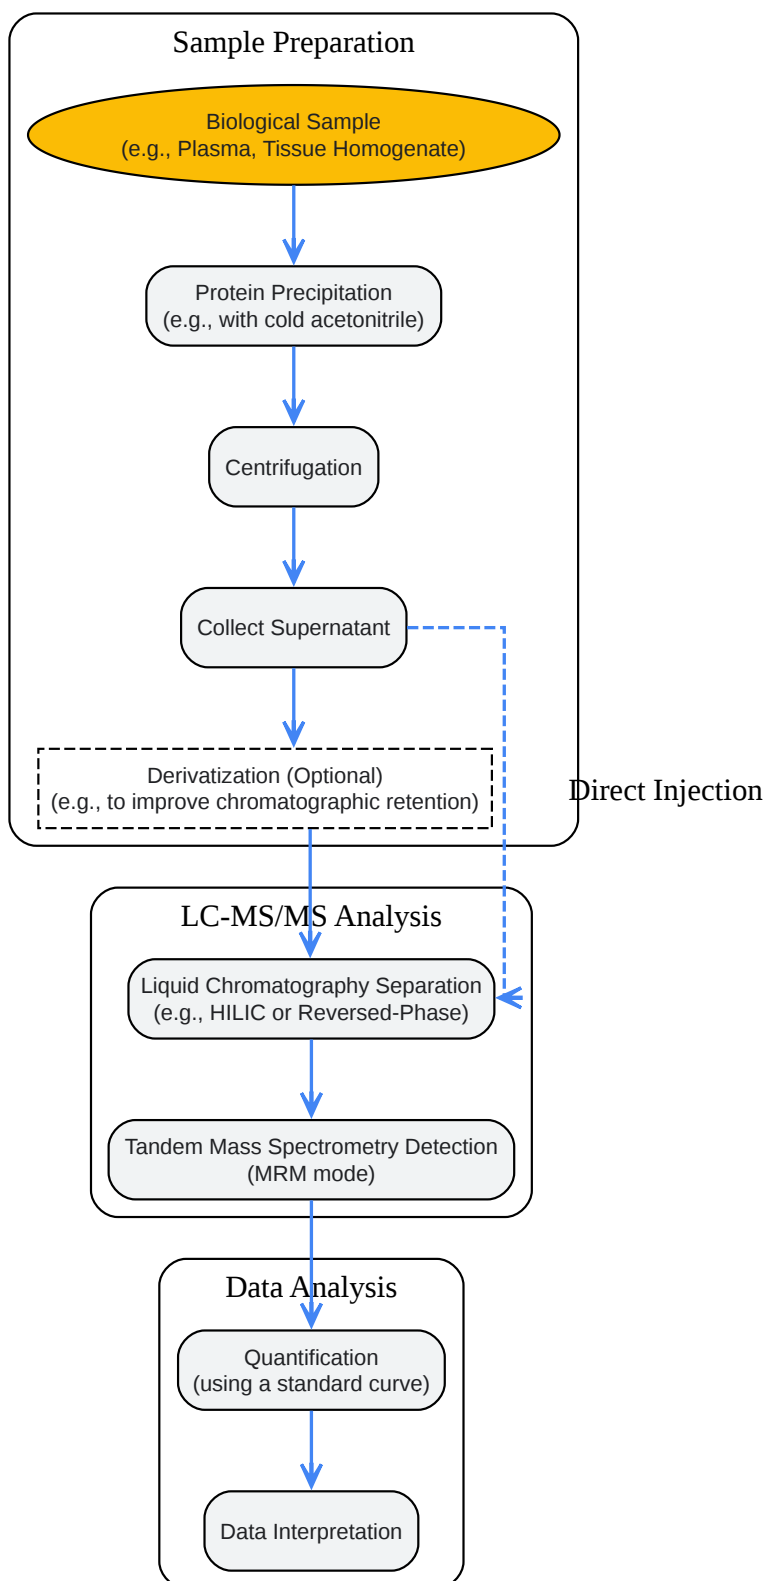 Sample Preparation
Biological Sample
(e.g., Plasma, Tissue Homogenate)
Protein Precipitation
(e.g., with cold acetonitrile)
Centrifugation
Collect Supernatant
Derivatization (Optional)
(e.g., to improve chromatographic retention)
Direct Injection
LC-MS/MS Analysis
Liquid Chromatography Separation
(e.g., HILIC or Reversed-Phase)
Tandem Mass Spectrometry Detection
(MRM mode)
Data Analysis
Quantification
(using a standard curve)
Data Interpretation